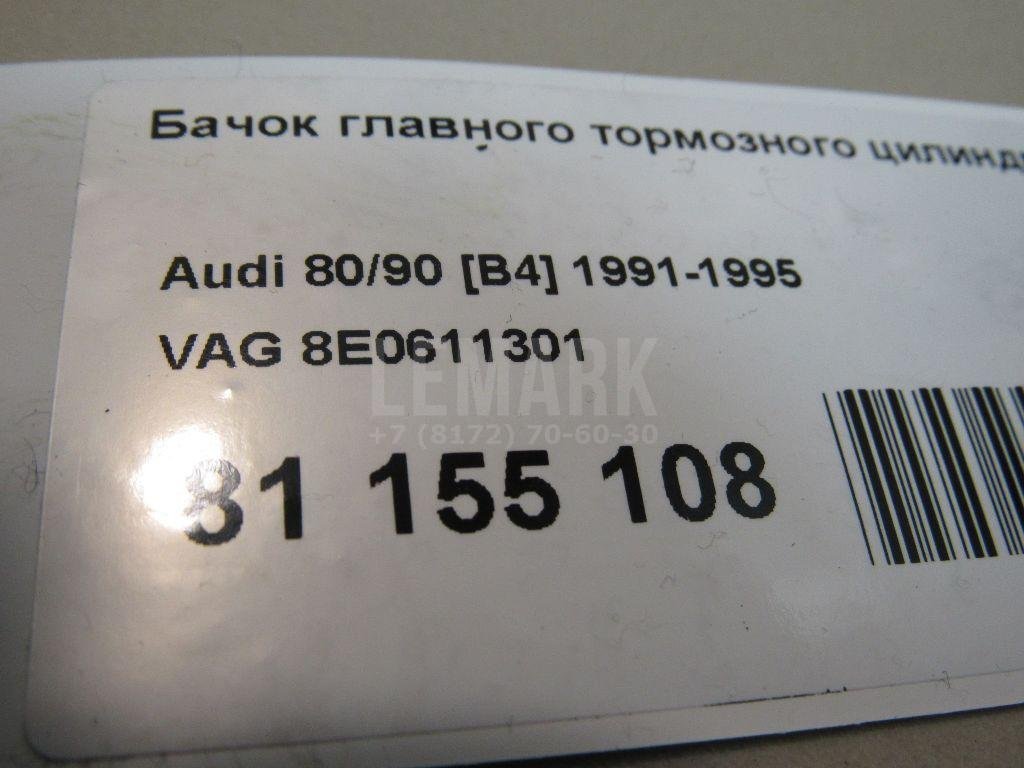 Бачок главного тормозного цилинд
Audi 80/90 [B4] 1991-1995
VAG 8E0611301
LEMARK
+7 (8172) 70-60-30
81 155 108